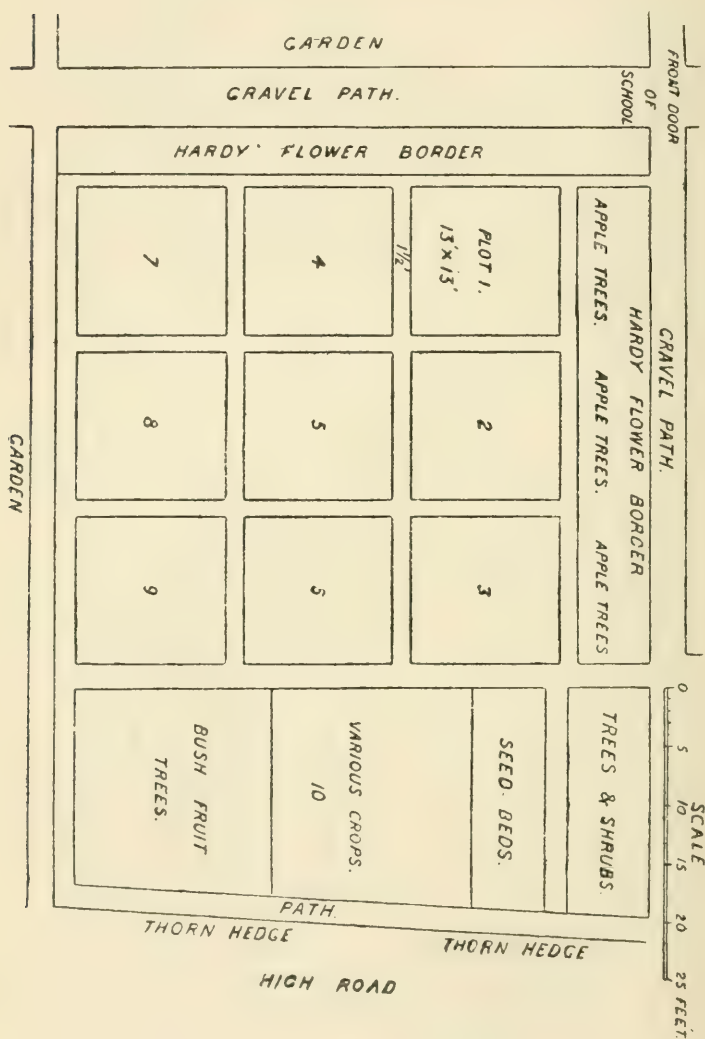 GARDEN
GRAVEL PATH.
FRONT DOOR
OF
SCHOOL
HARDY FLOWER BORDER
PLOT 1.
13'x 13'
1½'
4
7
APPLE TREES. APPLE TREES. APPLE TREES
HARDY FLOWER BORCER
GRAVEL PATH.
2
5
8
3
5
9
GARDEN
TREES & SHRUBS.
SEED BEDS.
VARIOUS CROPS.
10
BUSH FRUIT
TREES.
SCALE
0 5 10 15 20 25 FEET.
PATH.
THORN HEDGE
THORN HEDGE
HIGH ROAD